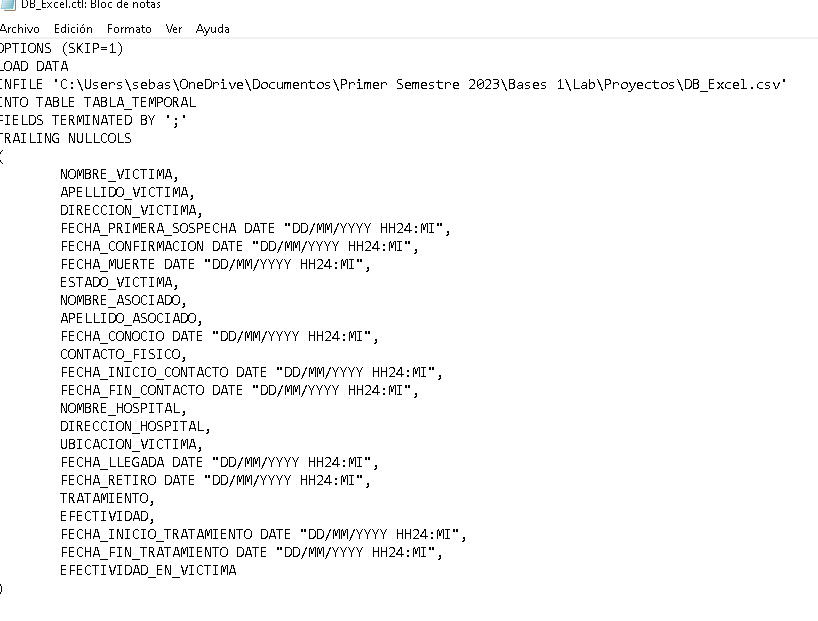 DB_Excel.ctl: Bloc de notas
Archivo Edición Formato Ver Ayuda
OPTIONS (SKIP=1)
LOAD DATA
INFILE 'C:\Users\sebas\OneDrive\Documentos\Primer Semestre 2023\Bases 1\Lab\Proyectos\DB_Excel.csv'
INTO TABLE TABLA_TEMPORAL
FIELDS TERMINATED BY ';'
TRAILING NULLCOLS
(
NOMBRE_VICTIMA,
APELLIDO_VICTIMA,
DIRECCION_VICTIMA,
FECHA_PRIMERA_SOSPECHA DATE "DD/MM/YYYY HH24:MI",
FECHA_CONFIRMACION DATE "DD/MM/YYYY HH24:MI",
FECHA_MUERTE DATE "DD/MM/YYYY HH24:MI",
ESTADO_VICTIMA,
NOMBRE_ASOCIADO,
APELLIDO_ASOCIADO,
FECHA_CONOCIO DATE "DD/MM/YYYY HH24:MI",
CONTACTO_FISICO,
FECHA_INICIO_CONTACTO DATE "DD/MM/YYYY HH24:MI",
FECHA_FIN_CONTACTO DATE "DD/MM/YYYY HH24:MI",
NOMBRE_HOSPITAL,
DIRECCION_HOSPITAL,
UBICACION_VICTIMA,
FECHA_LLEGADA DATE "DD/MM/YYYY HH24:MI",
FECHA_RETIRO DATE "DD/MM/YYYY HH24:MI",
TRATAMIENTO,
EFECTIVIDAD,
FECHA_INICIO_TRATAMIENTO DATE "DD/MM/YYYY HH24:MI",
FECHA_FIN_TRATAMIENTO DATE "DD/MM/YYYY HH24:MI",
EFECTIVIDAD_EN_VICTIMA
)